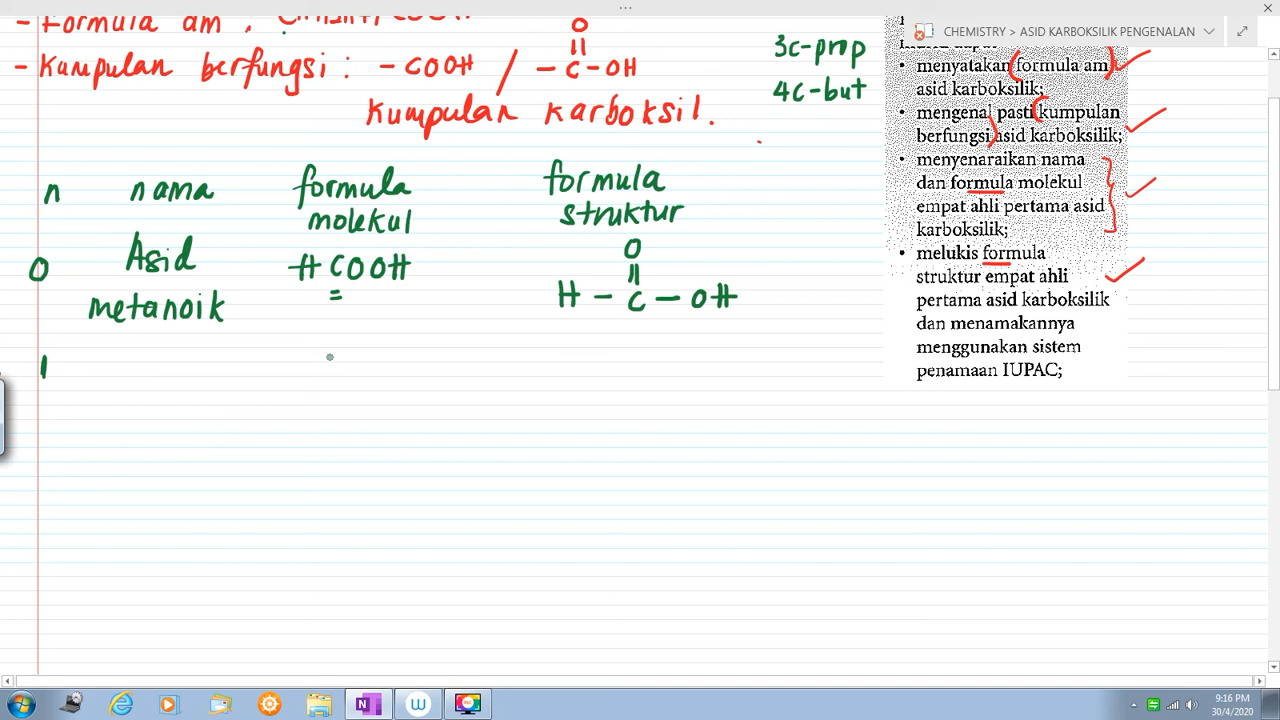 - Formula am :
- Kumpulan berfungsi : - COOH / - C - OH
O
Kumpulan karboksil.
3c-prop
4c-but
n nama formula molekul formula struktur
0 Asid metanoik HCOOH H - C - OH
O
1
CHEMISTRY > ASID KARBOKSILIK PENGENALAN
• menyatakan formula am
asid karboksilik;
• mengenal pasti kumpulan
berfungsi asid karboksilik;
• menyenaraikan nama
dan formula molekul
empat ahli pertama asid
karboksilik;
• melukis formula
struktur empat ahli
pertama asid karboksilik
dan menamakannya
menggunakan sistem
penamaan IUPAC;
9:16 PM
30/4/2020